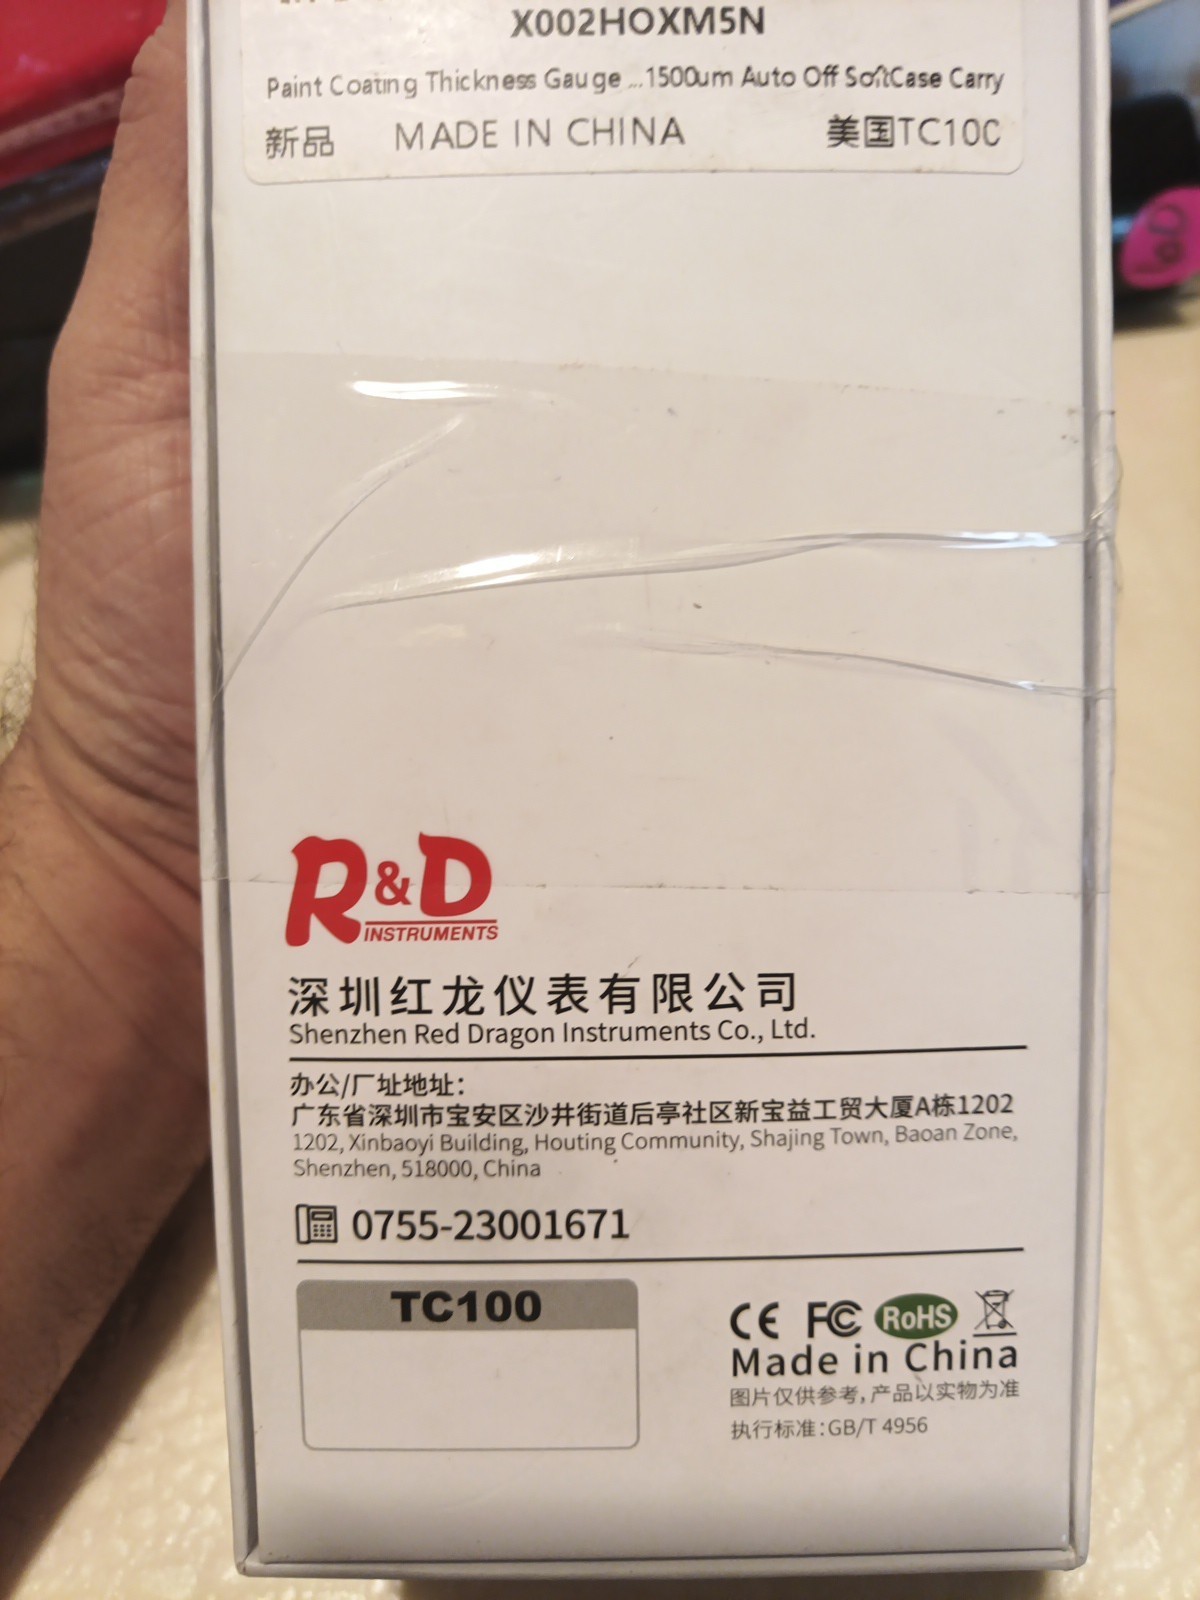 X002HOXM5N
Paint Coating Thickness Gauge ...1500um Auto Off SoftCase Carry
新品 MADE IN CHINA 美国TC100
R&D
INSTRUMENTS
深圳红龙仪表有限公司
Shenzhen Red Dragon Instruments Co., Ltd.
办公/厂址地址：
广东省深圳市宝安区沙井街道后亭社区新宝益工贸大厦A栋1202
1202, Xinbaoyi Building, Houting Community, Shajing Town, Baoan Zone,
Shenzhen, 518000, China
0755-23001671
TC100
CE FC RoHS
Made in China
图片仅供参考，产品以实物为准
执行标准：GB/T 4956